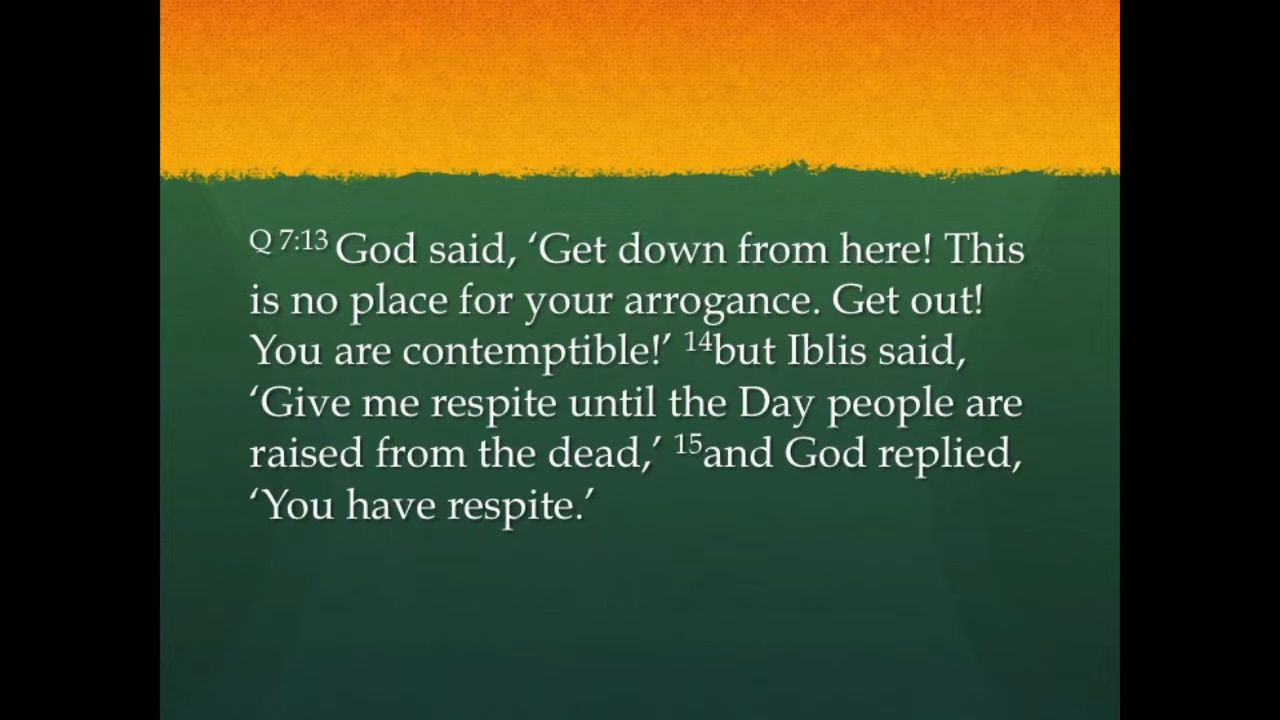 Q 7:13 God said, ‘Get down from here! This
is no place for your arrogance. Get out!
You are contemptible!’ 14but Iblis said,
‘Give me respite until the Day people are
raised from the dead,’ 15and God replied,
‘You have respite.’